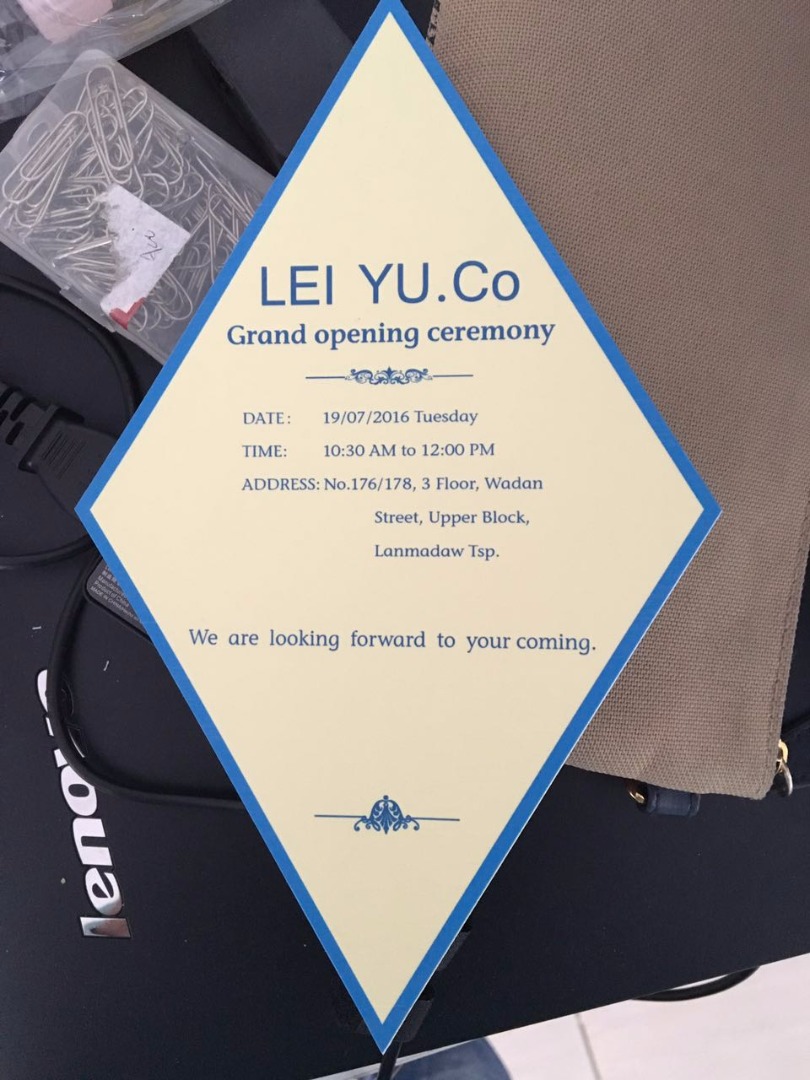 LEI YU.Co
Grand opening ceremony
DATE: 19/07/2016 Tuesday
TIME: 10:30 AM to 12:00 PM
ADDRESS: No.176/178, 3 Floor, Wadan
Street, Upper Block,
Lanmadaw Tsp.
We are looking forward to your coming.
lenovo